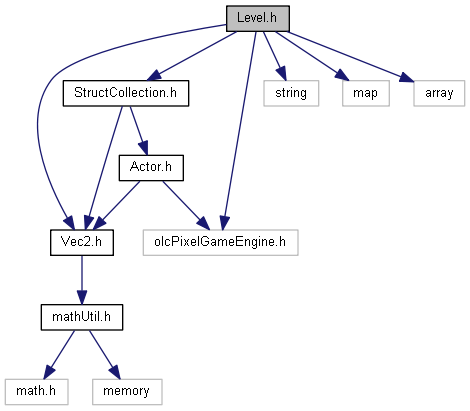 Level.h
StructCollection.h
string
map
array
Actor.h
Vec2.h
olcPixelGameEngine.h
mathUtil.h
math.h
memory